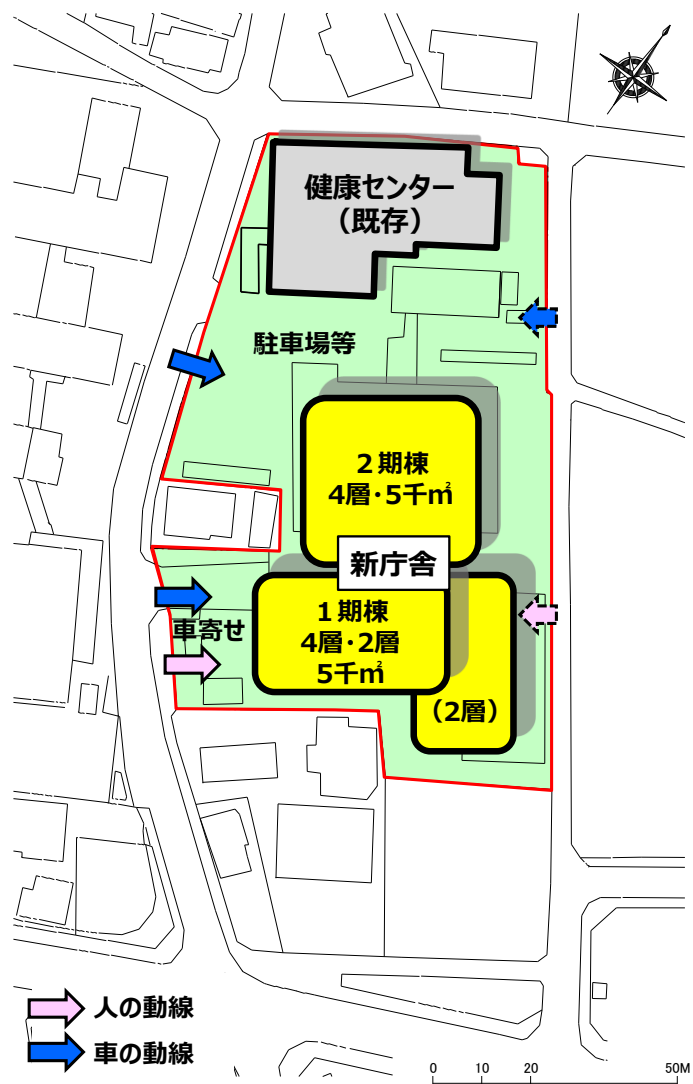 健康センター
（既存）
駐車場等
２期棟
4層・5千㎡
新庁舎
１期棟
4層・2層
5千㎡
車寄せ
（2層）
人の動線
車の動線
0 10 20 50M